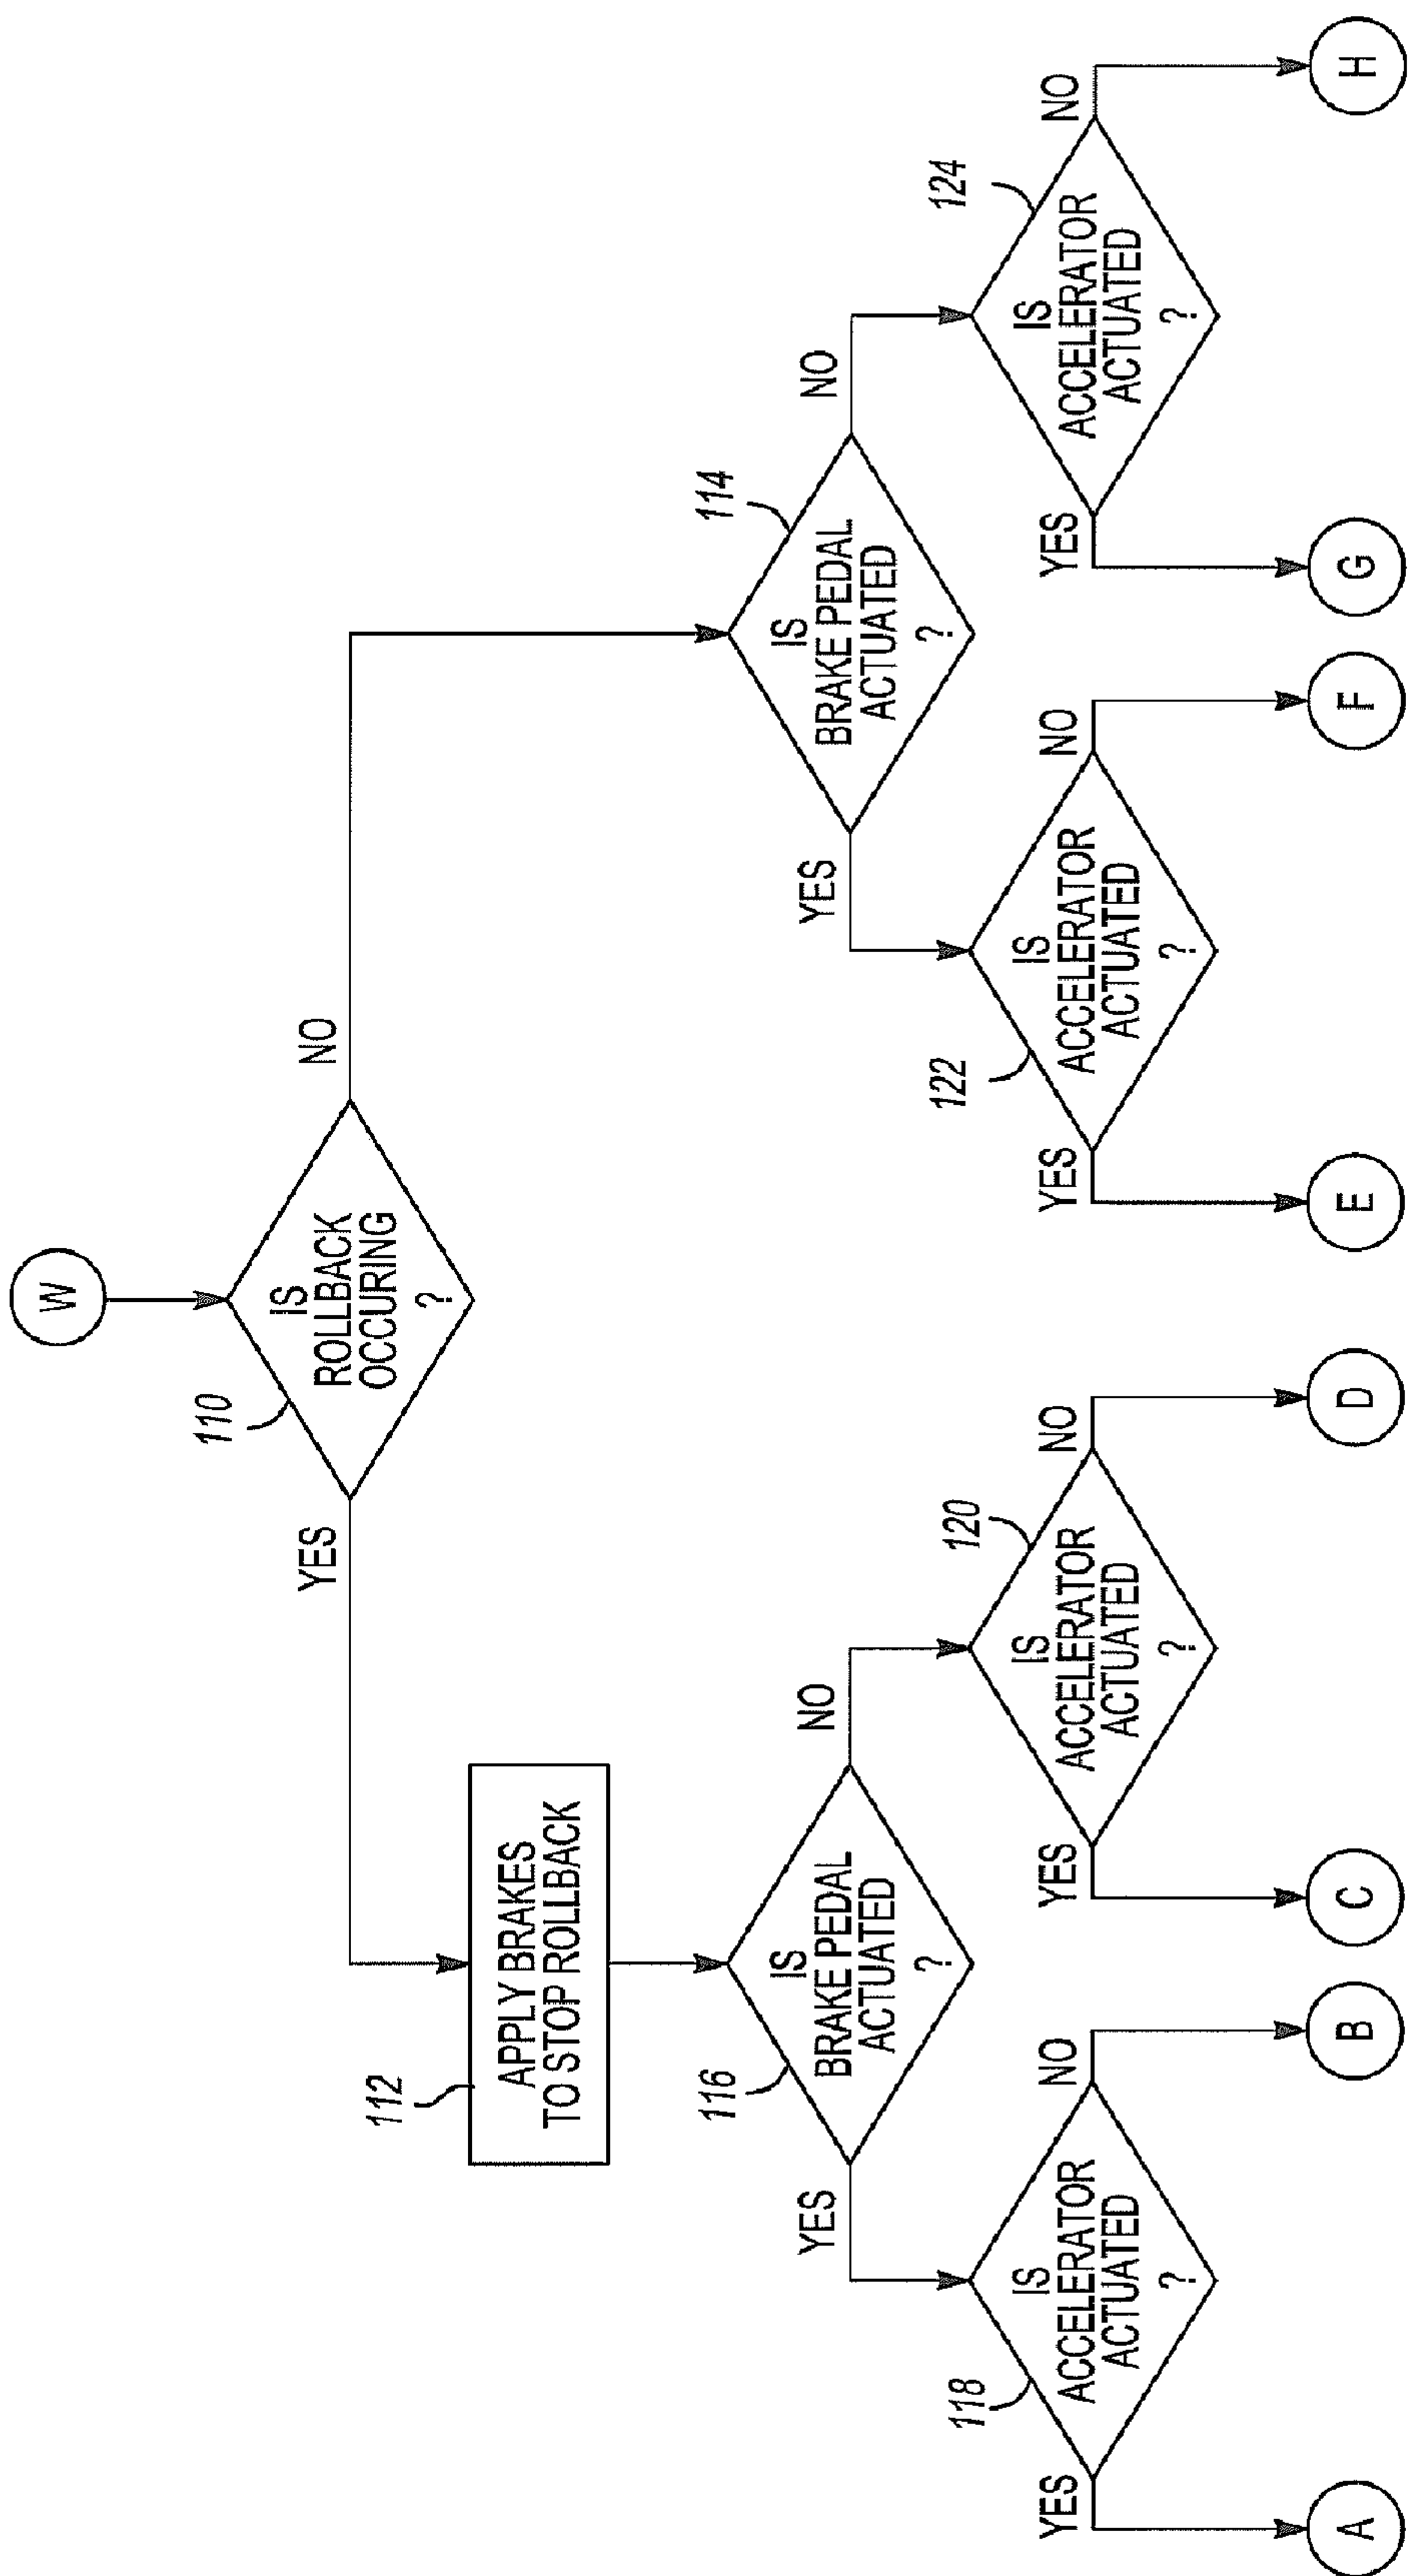 W
110
IS
ROLLBACK
OCCURING
?
YES
NO
112
APPLY BRAKES
TO STOP ROLLBACK
116
IS
BRAKE PEDAL
ACTUATED
?
YES
NO
114
IS
BRAKE PEDAL
ACTUATED
?
YES
NO
118
IS
ACCELERATOR
ACTUATED
?
YES
NO
120
IS
ACCELERATOR
ACTUATED
?
YES
NO
122
IS
ACCELERATOR
ACTUATED
?
YES
NO
124
IS
ACCELERATOR
ACTUATED
?
YES
NO
A
B
C
D
E
F
G
H